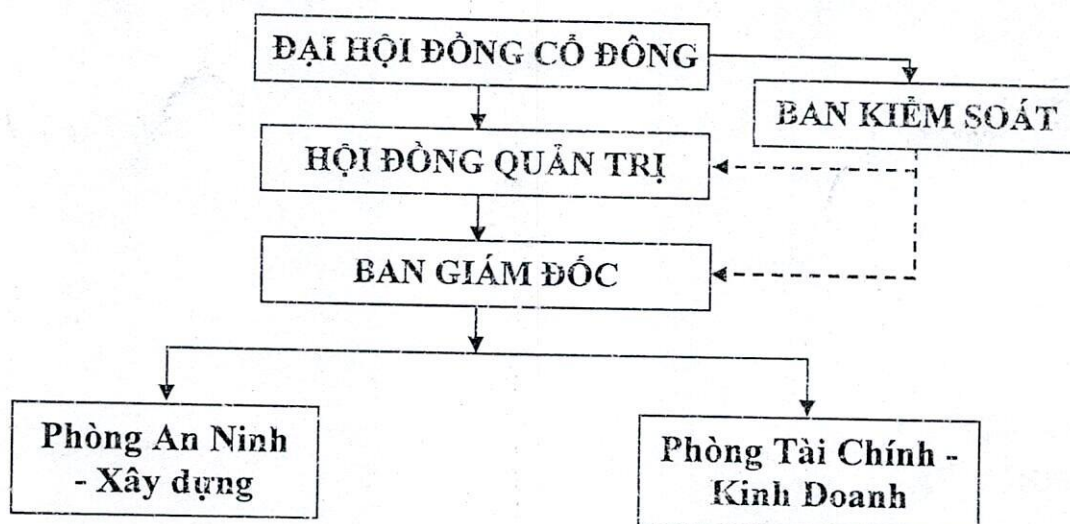 ĐẠI HỘI ĐỒNG CỔ ĐÔNG
BAN KIỂM SOÁT
HỘI ĐỒNG QUẢN TRỊ
BAN GIÁM ĐỐC
Phòng An Ninh
- Xây dựng
Phòng Tài Chính -
Kinh Doanh